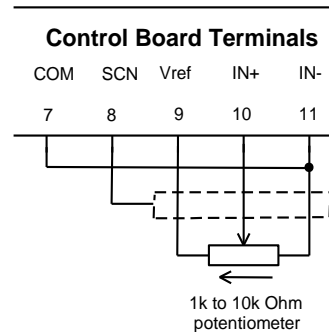 Control Board Terminals
COM SCN Vref IN+ IN-
7 8 9 10 11
1k to 10k Ohm
potentiometer